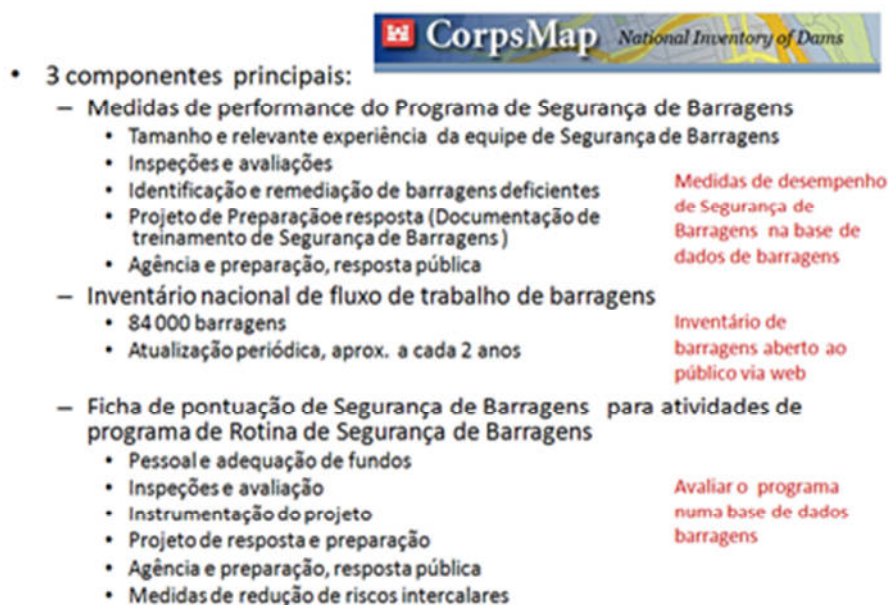 CorpsMap National Inventory of Dams
• 3 componentes principais:
– Medidas de performance do Programa de Segurança de Barragens
• Tamanho e relevante experiência da equipe de Segurança de Barragens
• Inspeções e avaliações
• Identificação e remediação de barragens deficientes
• Projeto de Preparaçãoe resposta (Documentação de
treinamento de Segurança de Barragens)
• Agência e preparação, resposta pública
Medidas de desempenho
de Segurança de
Barragens na base de
dados de barragens
– Inventário nacional de fluxo de trabalho de barragens
• 84 000 barragens
• Atualização periódica, aprox. a cada 2 anos
Inventário de
barragens aberto ao
público via web
– Ficha de pontuação de Segurança de Barragens para atividades de
programa de Rotina de Segurança de Barragens
• Pessoal e adequação de fundos
• Inspeções e avaliação
• Instrumentação do projeto
• Projeto de resposta e preparação
• Agência e preparação, resposta pública
• Medidas de redução de riscos intercalares
Avaliar o programa
numa base de dados
barragens